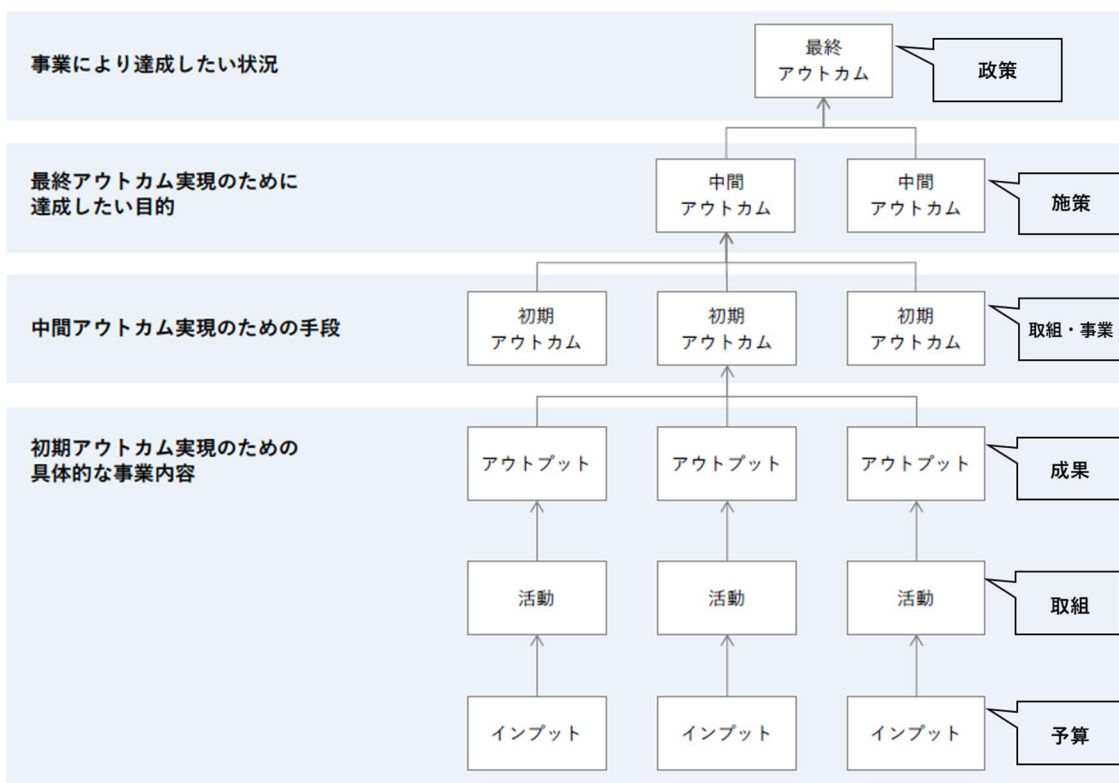 事業により達成したい状況
最終
アウトカム
政策
最終アウトカム実現のために
達成したい目的
中間
アウトカム
中間
アウトカム
施策
中間アウトカム実現のための手段
初期
アウトカム
初期
アウトカム
初期
アウトカム
取組・事業
初期アウトカム実現のための
具体的な事業内容
アウトプット
アウトプット
アウトプット
成果
活動
活動
活動
取組
インプット
インプット
インプット
予算